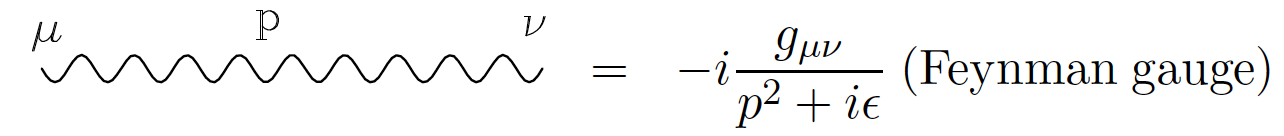 μ p ν = −i g_{μν} / (p² + iϵ) (Feynman gauge)